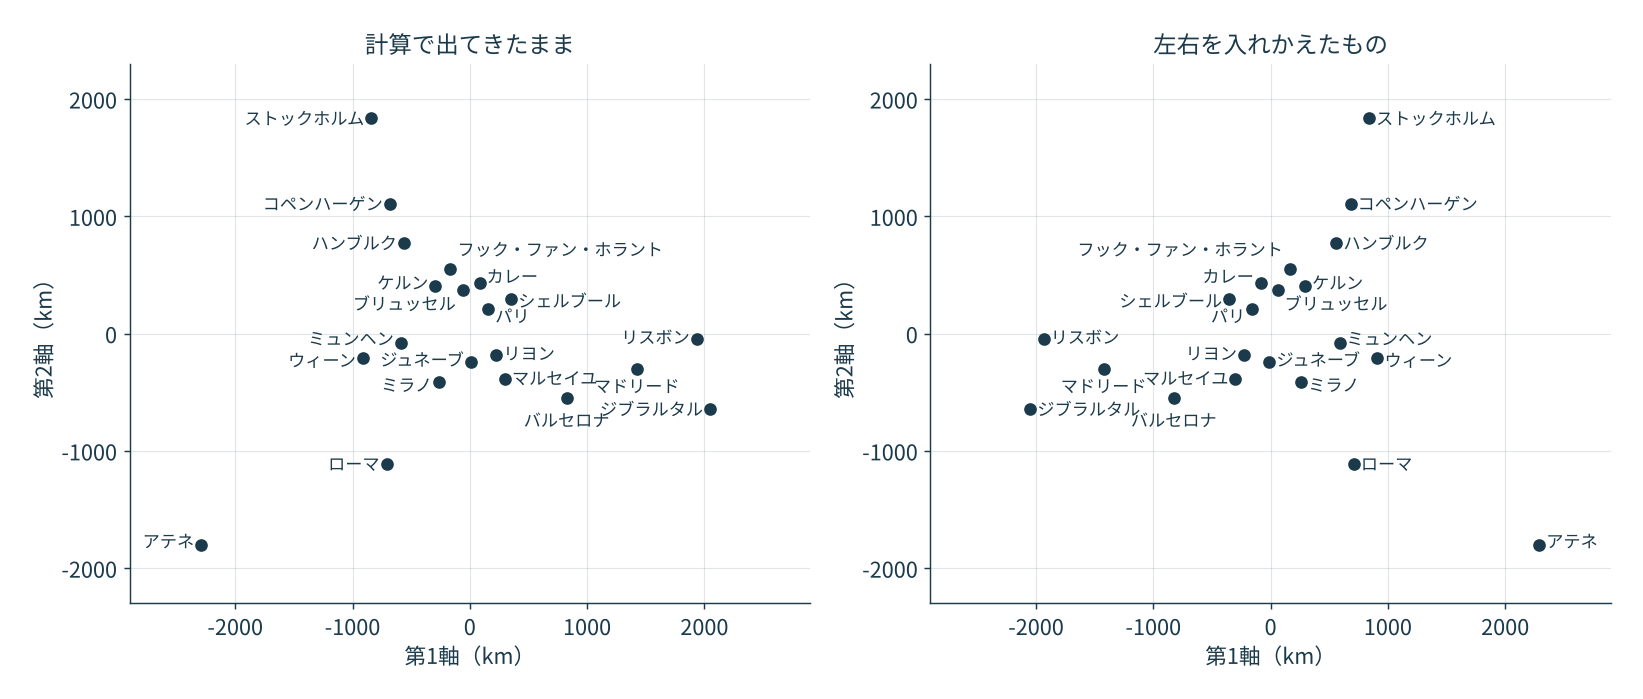 計算で出てきたまま
第2軸（km）
2000
1000
0
-1000
-2000
ストックホルム
コペンハーゲン
ハンブルク
フック・ファン・ホラント
カレー
ケルン
ブリュッセル
シェルブール
パリ
リスボン
ミュンヘン
ウィーン
ジュネーブ
リヨン
ミラノ
マルセイユ
マドリード
ジブラルタル
バルセロナ
ローマ
アテネ
-2000
-1000
0
1000
2000
第1軸（km）
左右を入れかえたもの
第2軸（km）
2000
1000
0
-1000
-2000
ストックホルム
コペンハーゲン
ハンブルク
フック・ファン・ホラント
カレー
ケルン
シェルブール
ブリュッセル
パリ
リスボン
ミュンヘン
リヨン
ジュネーブ
ウィーン
マドリード
マルセイユ
ミラノ
ジブラルタル
バルセロナ
ローマ
アテネ
-2000
-1000
0
1000
2000
第1軸（km）